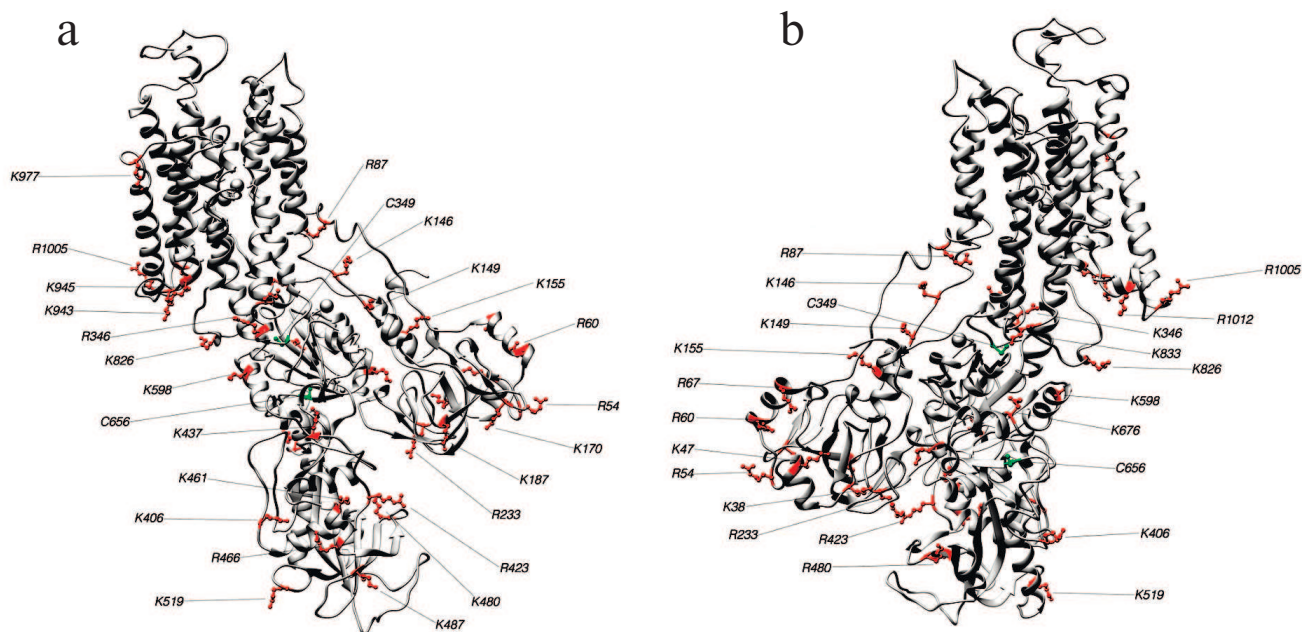 a
b
K977
R1005
K945
K943
R346
K826
K598
C656
K437
K461
K406
R466
K519
R87
C349
K146
K149
K155
R60
R54
K170
K187
R233
R423
K480
K487
R87
K146
C349
K149
K155
R67
R60
K47
R54
K38
R233
R423
R480
R1005
R1012
K346
K833
K826
K598
K676
C656
K406
K519